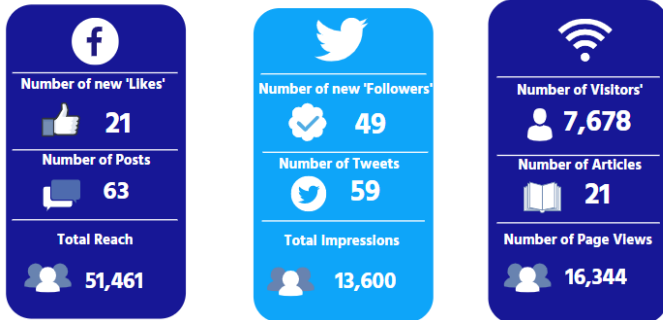 f
Number of new 'Likes'
21
Number of Posts
63
Total Reach
51,461
Number of new 'Followers'
49
Number of Tweets
59
Total Impressions
13,600
Number of Visitors'
7,678
Number of Articles
21
Number of Page Views
16,344